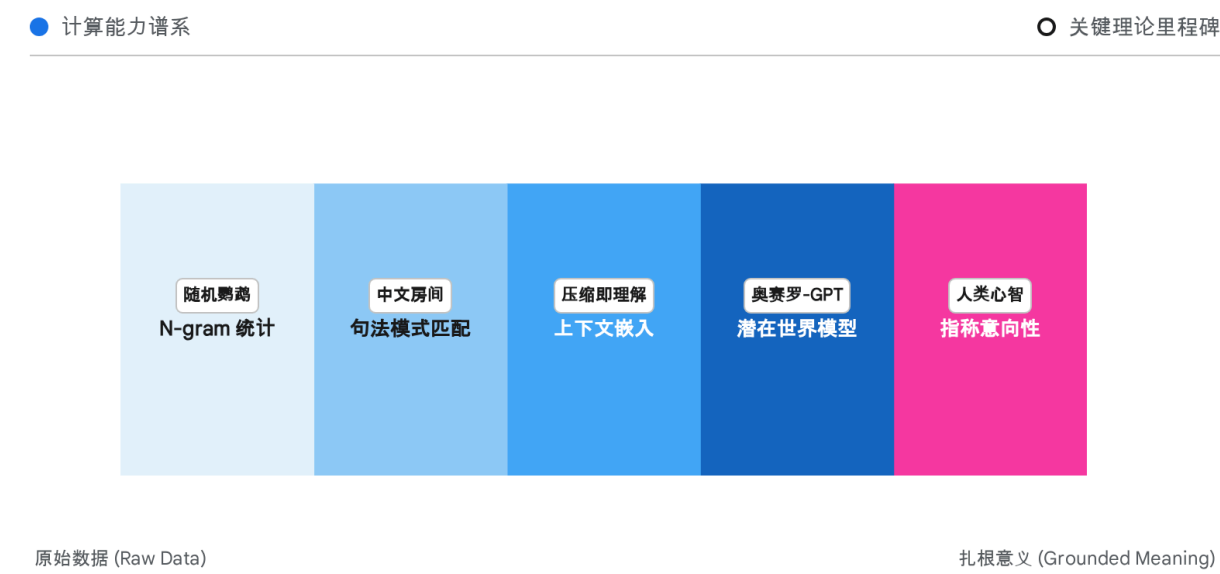 计算能力谱系
关键理论里程碑
随机鹦鹉
N-gram 统计
中文房间
句法模式匹配
压缩即理解
上下文嵌入
奥赛罗-GPT
潜在世界模型
人类心智
指称意向性
原始数据 (Raw Data)
扎根意义 (Grounded Meaning)